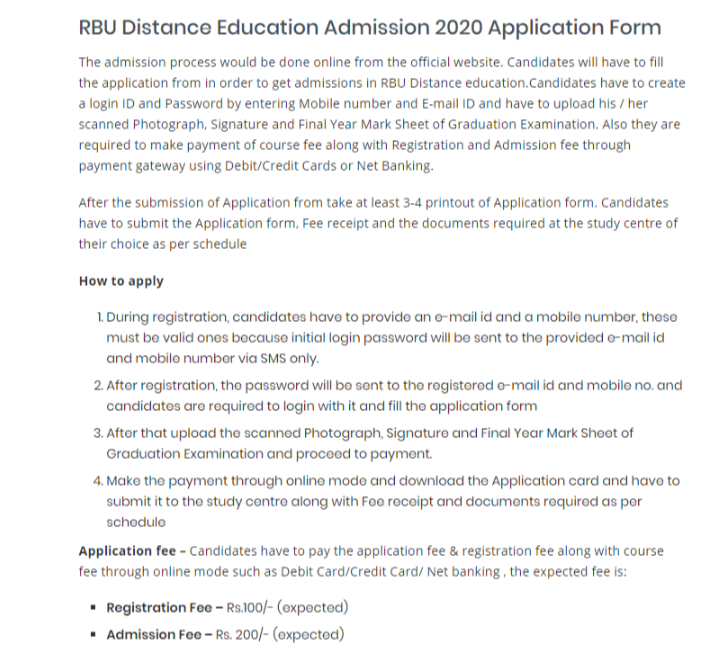 RBU Distance Education Admission 2020 Application Form
The admission process would be done online from the official website. Candidates will have to fill
the application from in order to get admissions in RBU Distance education.Candidates have to create
a login ID and Password by entering Mobile number and E-mail ID and have to upload his / her
scanned Photograph, Signature and Final Year Mark Sheet of Graduation Examination. Also they are
required to make payment of course fee along with Registration and Admission fee through
payment gateway using Debit/Credit Cards or Net Banking.
After the submission of Application from take at least 3-4 printout of Application form. Candidates
have to submit the Application form, Fee receipt and the documents required at the study centre of
their choice as per schedule
How to apply
1. During registration, candidates have to provide an e-mail id and a mobile number, these
must be valid ones because initial login password will be sent to the provided e-mail id
and mobile number via SMS only.
2. After registration, the password will be sent to the registered e-mail id and mobile no. and
candidates are required to login with it and fill the application form
3. After that upload the scanned Photograph, Signature and Final Year Mark Sheet of
Graduation Examination and proceed to payment.
4. Make the payment through online mode and download the Application card and have to
submit it to the study centre along with Fee receipt and documents required as per
schedule
Application fee – Candidates have to pay the application fee & registration fee along with course
fee through online mode such as Debit Card/Credit Card/ Net banking , the expected fee is:
▪ Registration Fee – Rs.100/- (expected)
▪ Admission Fee – Rs. 200/- (expected)